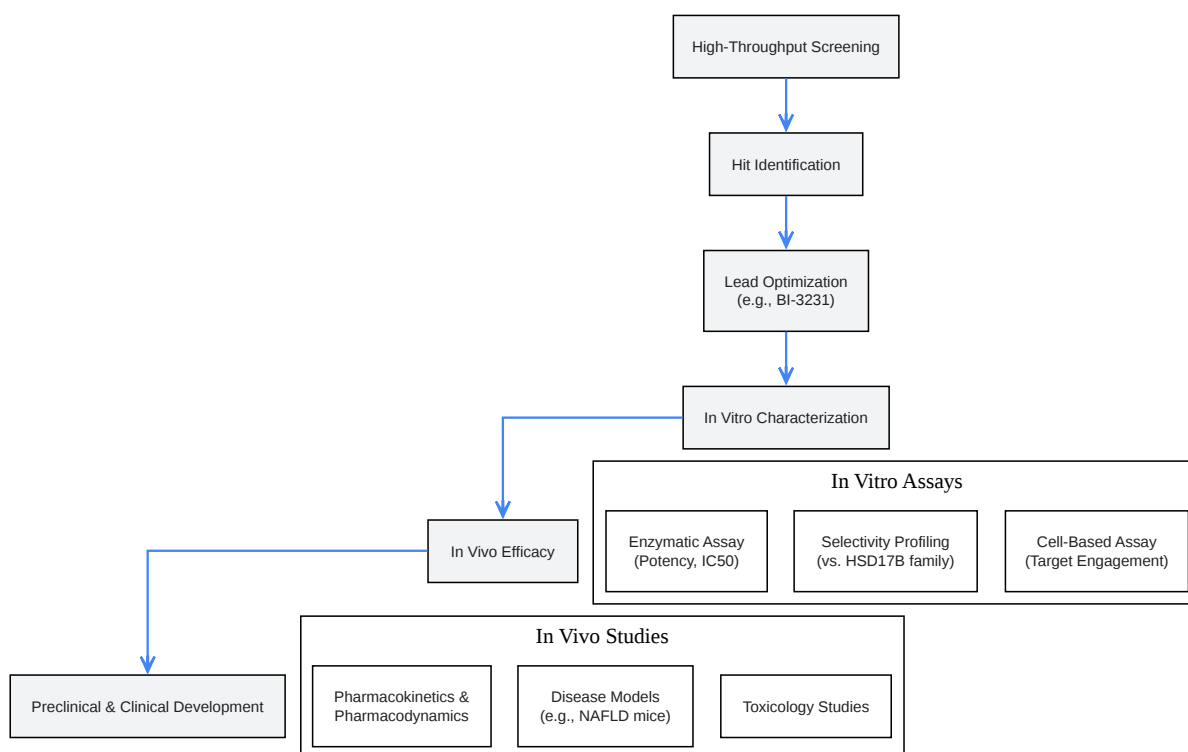 High-Throughput Screening
Hit Identification
Lead Optimization
(e.g., BI-3231)
In Vitro Characterization
In Vitro Assays
Enzymatic Assay
(Potency, IC50)
Selectivity Profiling
(vs. HSD17B family)
Cell-Based Assay
(Target Engagement)
In Vivo Efficacy
In Vivo Studies
Pharmacokinetics &
Pharmacodynamics
Disease Models
(e.g., NAFLD mice)
Toxicology Studies
Preclinical & Clinical Development